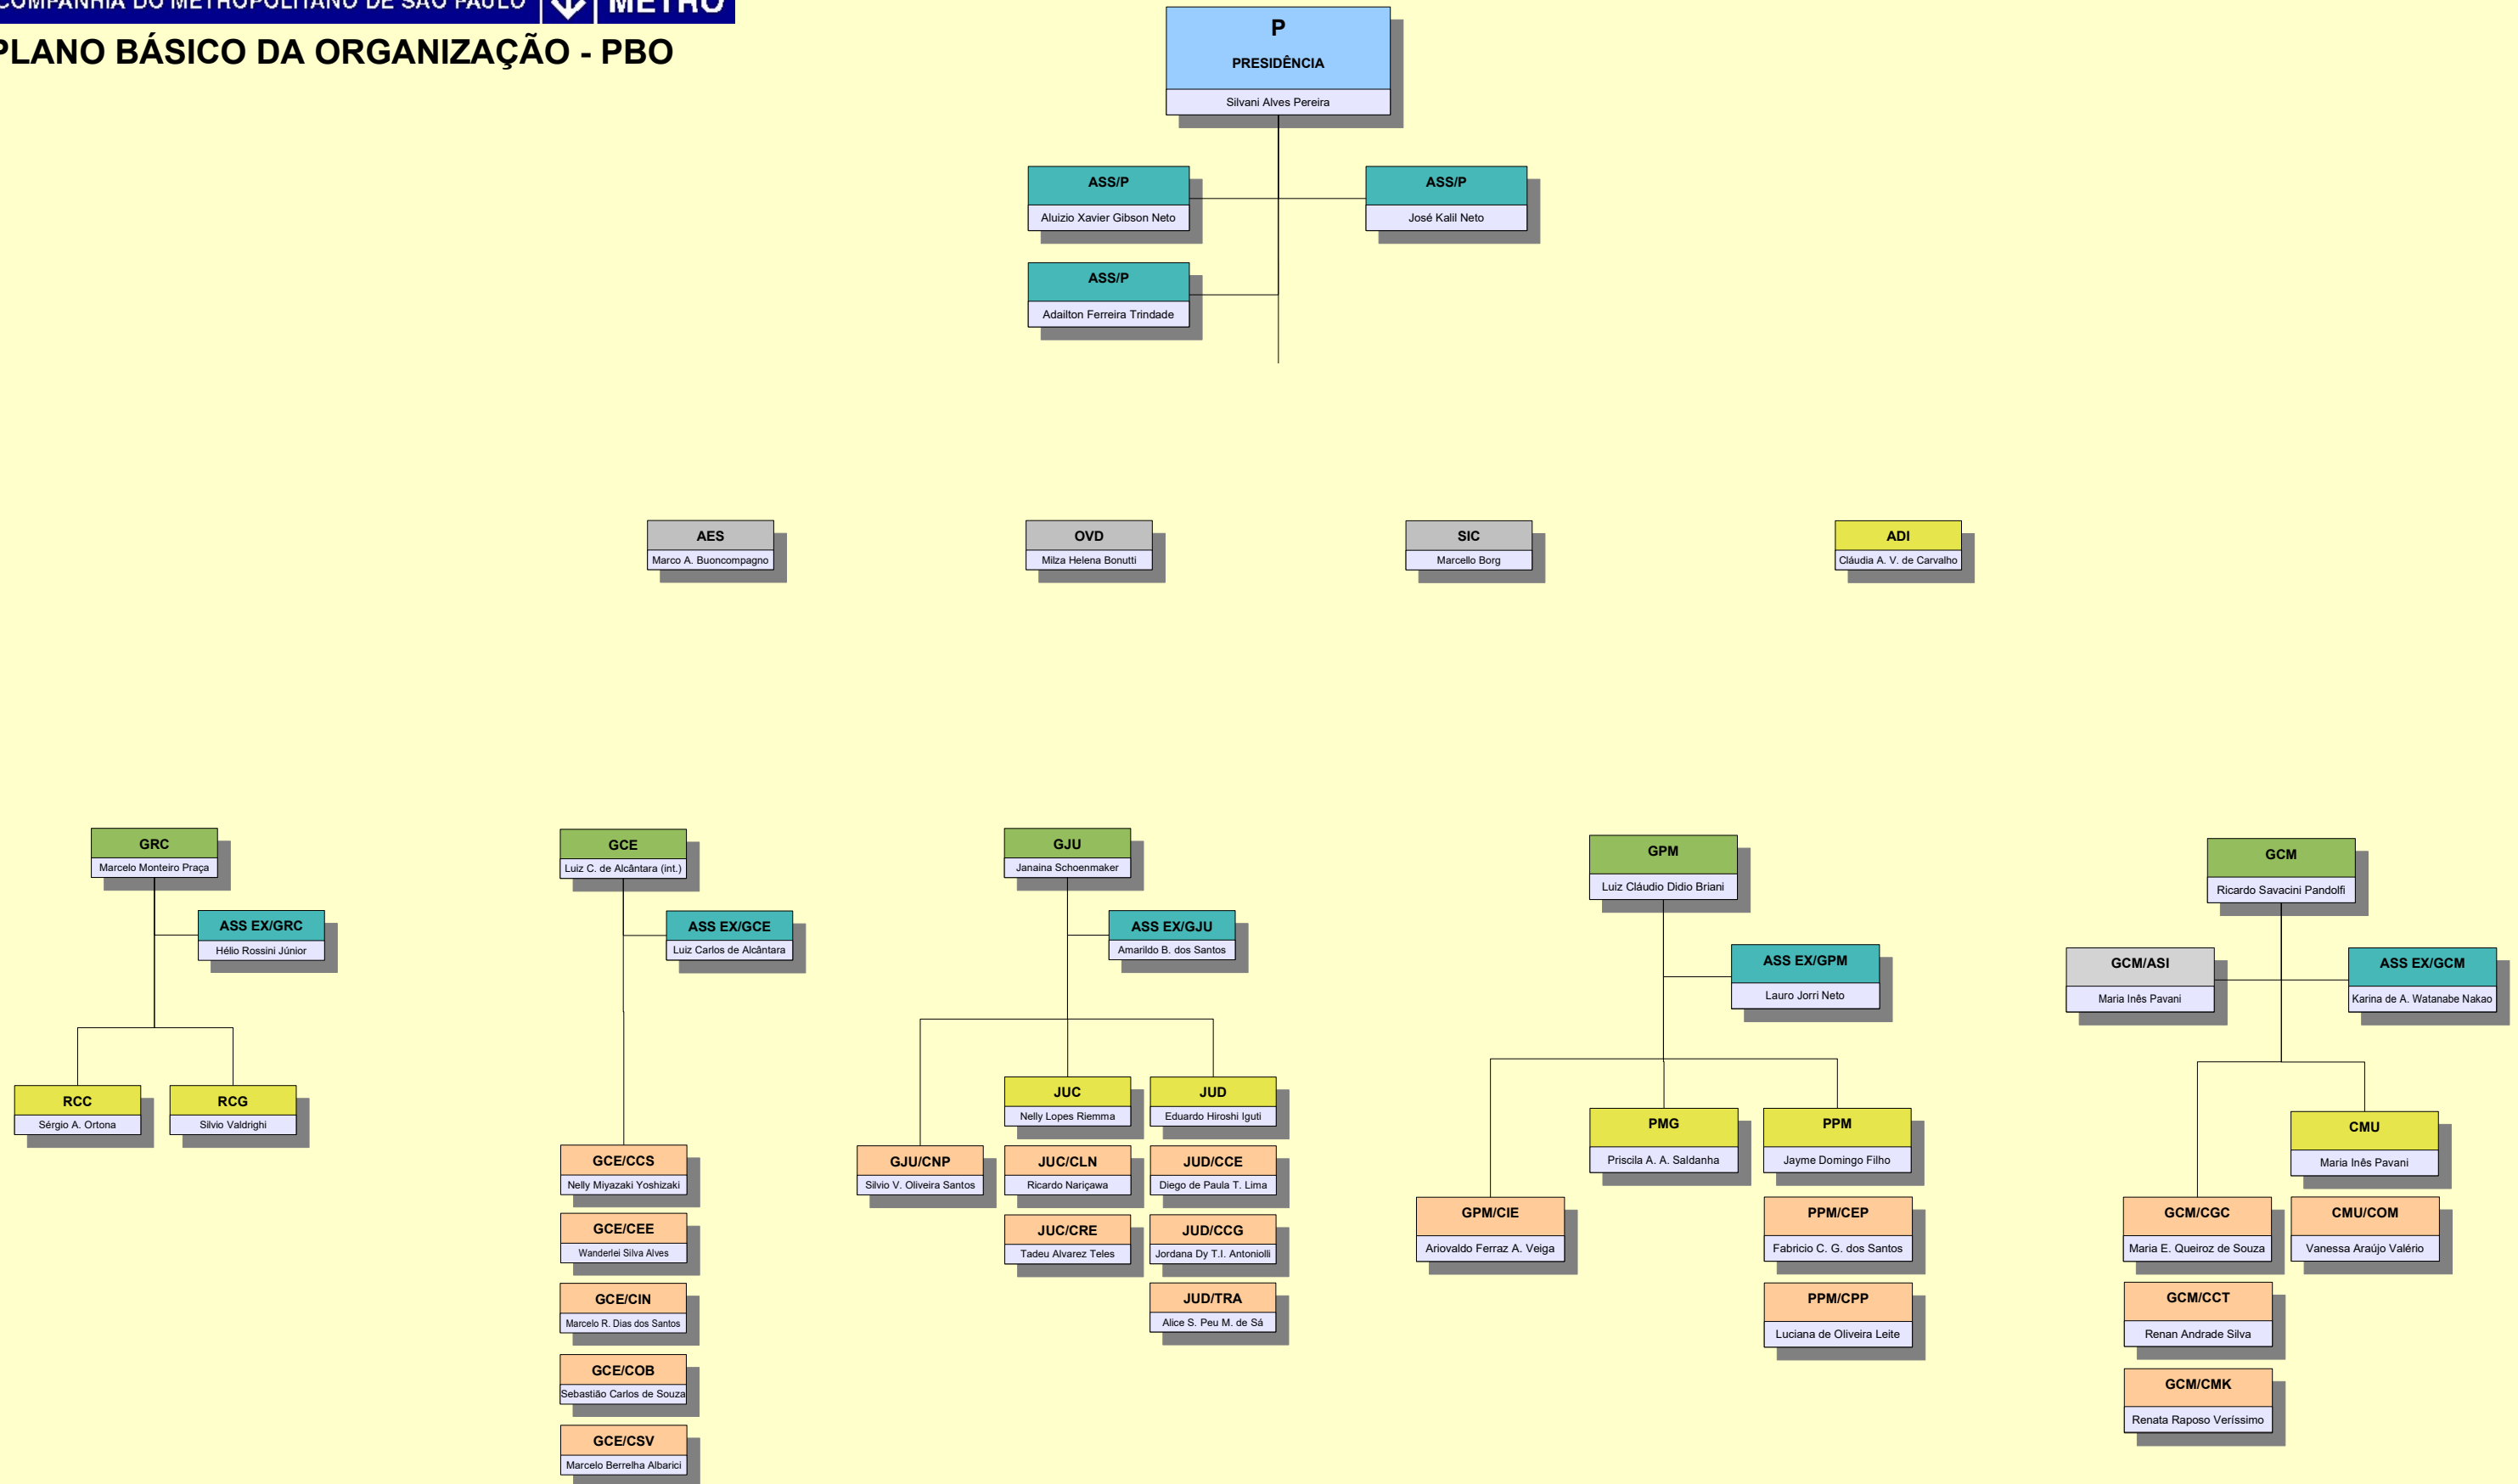 COMPANHIA DO METROPOLITANO DE SÃO PAULO METRÔ
PLANO BÁSICO DA ORGANIZAÇÃO - PBO
P
PRESIDÊNCIA
Silvani Alves Pereira
ASS/P
Aluizio Xavier Gibson Neto
ASS/P
José Kalil Neto
ASS/P
Adailton Ferreira Trindade
AES
Marco A. Buoncompagno
OVD
Milza Helena Bonutti
SIC
Marcello Borg
ADI
Cláudia A. V. de Carvalho
GRC
Marcelo Monteiro Praça
ASS EX/GRC
Hélio Rossini Júnior
RCC
Sérgio A. Ortona
RCG
Silvio Valdrighi
GCE
Luiz C. de Alcântara (int.)
ASS EX/GCE
Luiz Carlos de Alcântara
GCE/CCS
Nelly Miyazaki Yoshizaki
GCE/CEE
Wanderlei Silva Alves
GCE/CIN
Marcelo R. Dias dos Santos
GCE/COB
Sebastião Carlos de Souza
GCE/CSV
Marcelo Berrelha Albarici
GJU
Janaina Schoenmaker
ASS EX/GJU
Amarildo B. dos Santos
GJU/CNP
Silvio V. Oliveira Santos
JUC
Nelly Lopes Riemma
JUC/CLN
Ricardo Nariçawa
JUC/CRE
Tadeu Alvarez Teles
JUD
Eduardo Hiroshi Iguti
JUD/CCE
Diego de Paula T. Lima
JUD/CCG
Jordana Dy T.I. Antoniolli
JUD/TRA
Alice S. Peu M. de Sá
GPM
Luiz Cláudio Didio Briani
ASS EX/GPM
Lauro Jorri Neto
GPM/CIE
Ariovaldo Ferraz A. Veiga
PMG
Priscila A. A. Saldanha
PPM
Jayme Domingo Filho
PPM/CEP
Fabricio C. G. dos Santos
PPM/CPP
Luciana de Oliveira Leite
GCM
Ricardo Savacini Pandolfi
GCM/ASI
Maria Inês Pavani
ASS EX/GCM
Karina de A. Watanabe Nakao
GCM/CGC
Maria E. Queiroz de Souza
GCM/CCT
Renan Andrade Silva
GCM/CMK
Renata Raposo Veríssimo
CMU
Maria Inês Pavani
CMU/COM
Vanessa Araújo Valério